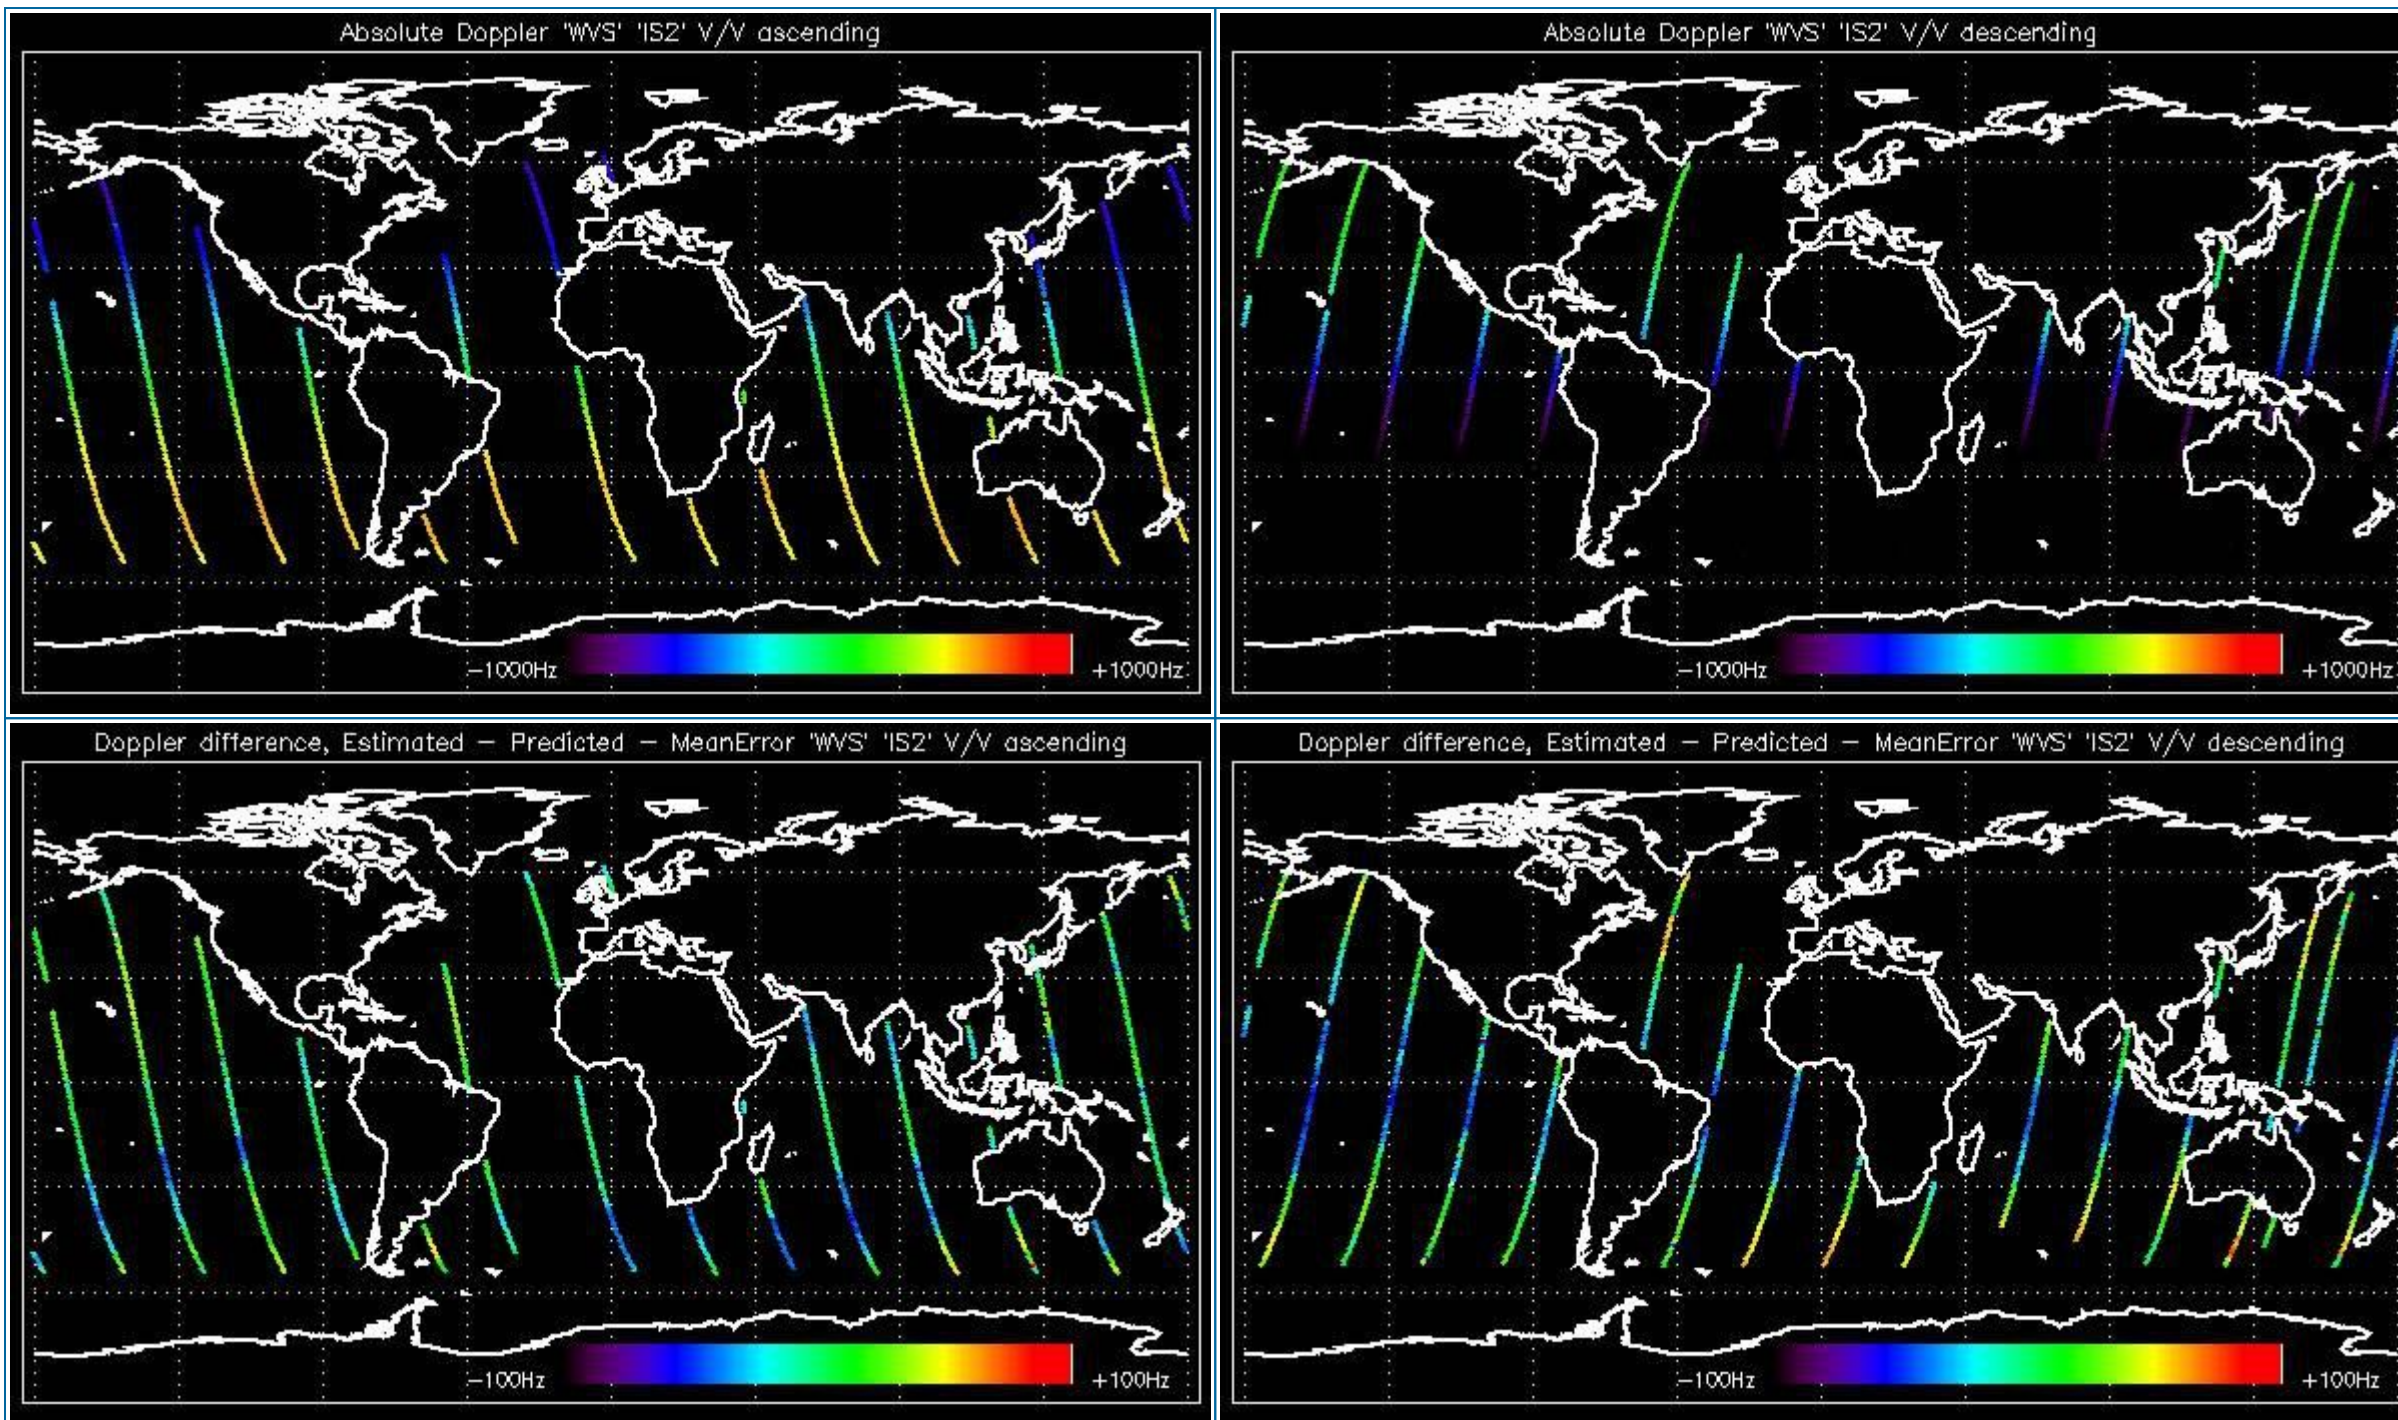 Absolute Doppler 'WVS' 'IS2' V/V ascending
-1000Hz
+1000Hz
Absolute Doppler 'WVS' 'IS2' V/V descending
-1000Hz
+1000Hz
Doppler difference, Estimated - Predicted - MeanError 'WVS' 'IS2' V/V ascending
-100Hz
+100Hz
Doppler difference, Estimated - Predicted - MeanError 'WVS' 'IS2' V/V descending
-100Hz
+100Hz